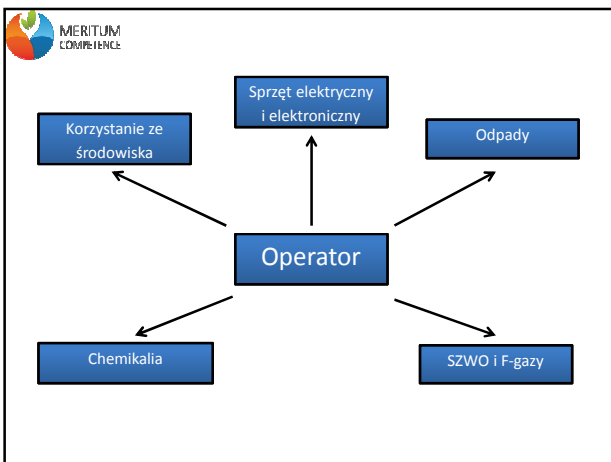 MERITUM
COMPETENCE
Sprzęt elektryczny
i elektroniczny
Korzystanie ze
środowiska
Odpady
Operator
Chemikalia
SZWO i F-gazy